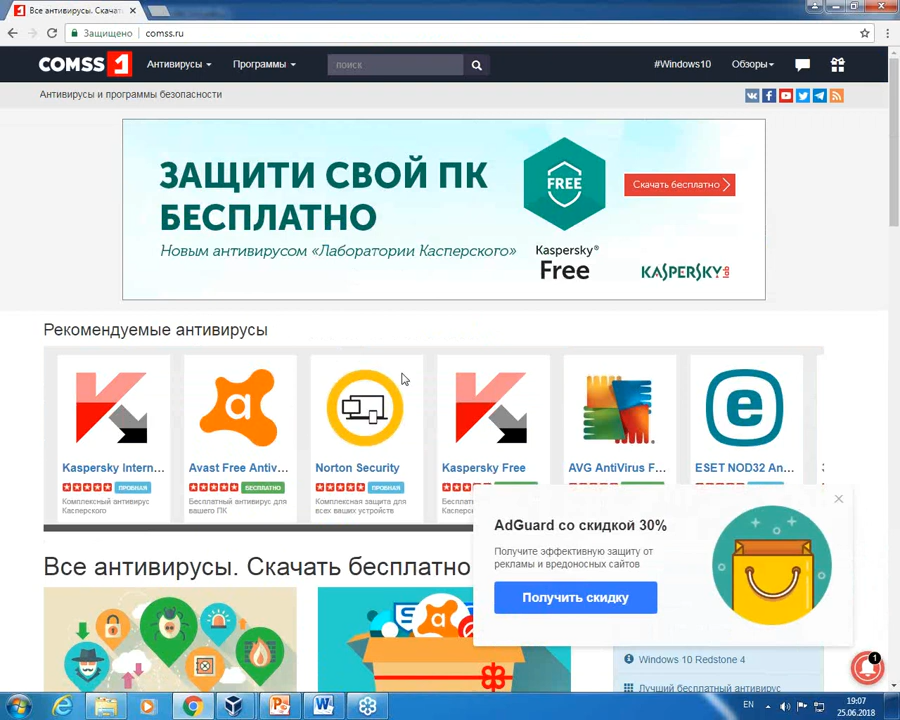 Все антивирусы. Скачат
Защищено
comss.ru
COMSS 1
Антивирусы
Программы
поиск
#Windows10
Обзоры
Антивирусы и программы безопасности
ЗАЩИТИ СВОЙ ПК
БЕСПЛАТНО
Новым антивирусом «Лаборатории Касперского»
FREE
Kaspersky®
Free
Скачать бесплатно
KASPERSKY lab
Рекомендуемые антивирусы
Kaspersky Intern...
Avast Free Antiv...
Norton Security
Kaspersky Free
AVG AntiVirus F...
ESET NOD32 An...
ПРОБНАЯ
БЕСПЛАТНО
ПРОБНАЯ
Комплексный антивирус
Касперского
Бесплатный антивирус для
вашего ПК
Комплексная защита для
всех ваших устройств
AdGuard со скидкой 30%
Получите эффективную защиту от
рекламы и вредоносных сайтов
Получить скидку
Все антивирусы. Скачать бесплатно
Windows 10 Redstone 4
Лучший бесплатный антивирус
1
EN
19:07
25.06.2018